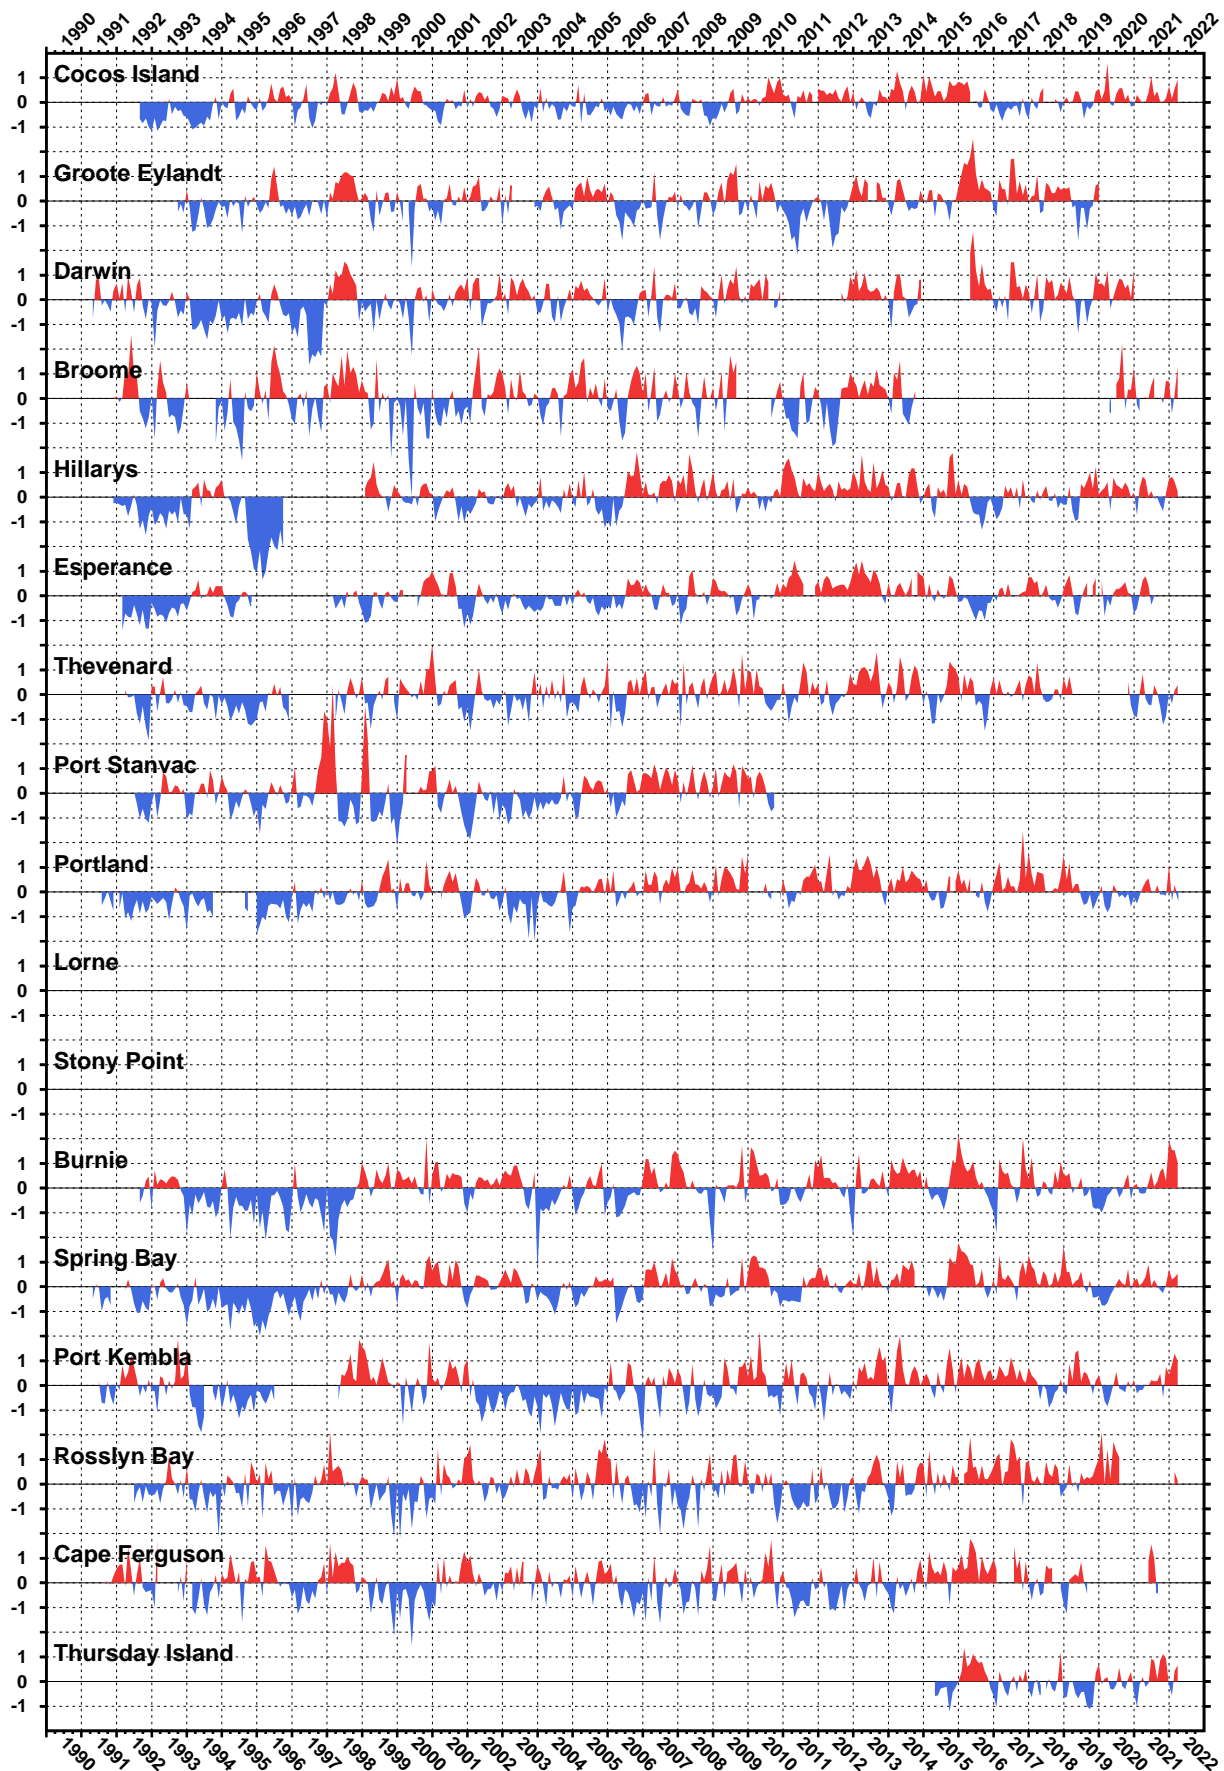 1990 1991 1992 1993 1994 1995 1996 1997 1998 1999 2000 2001 2002 2003 2004 2005 2006 2007 2008 2009 2010 2011 2012 2013 2014 2015 2016 2017 2018 2019 2020 2021 2022
Cocos Island
1
0
-1
Groote Eylandt
1
0
-1
Darwin
1
0
-1
Broome
1
0
-1
Hillarys
1
0
-1
Esperance
1
0
-1
Thevenard
1
0
-1
Port Stanvac
1
0
-1
Portland
1
0
-1
Lorne
1
0
-1
Stony Point
1
0
-1
Burnie
1
0
-1
Spring Bay
1
0
-1
Port Kembla
1
0
-1
Rosslyn Bay
1
0
-1
Cape Ferguson
1
0
-1
Thursday Island
1
0
-1
1990 1991 1992 1993 1994 1995 1996 1997 1998 1999 2000 2001 2002 2003 2004 2005 2006 2007 2008 2009 2010 2011 2012 2013 2014 2015 2016 2017 2018 2019 2020 2021 2022